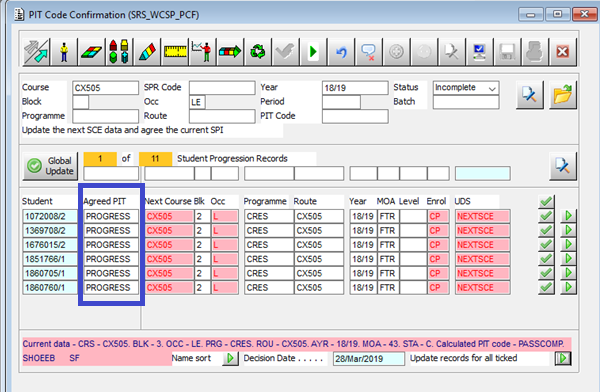 PIT Code Confirmation (SRS_WCSP_PCF)
Course CX505 SPR Code Year 18/19 Status Incomplete
Block Occ LE Period Batch
Programme Route PIT Code
Update the next SCE data and agree the current SPI
Global Update 1 of 11 Student Progression Records
Student Agreed PIT Next Course Blk Occ Programme Route Year MOA Level Enrol UDS
1072008/2 PROGRESS CX505 2 L CRES CX505 18/19 FTR CP NEXTSCE
1369708/2 PROGRESS CX505 2 L CRES CX505 18/19 FTR CP NEXTSCE
1676015/2 PROGRESS CX505 2 L CRES CX505 18/19 FTR CP NEXTSCE
1851766/1 PROGRESS CX505 2 L CRES CX505 18/19 FTR CP NEXTSCE
1860705/1 PROGRESS CX505 2 L CRES CX505 18/19 FTR CP NEXTSCE
1860760/1 PROGRESS CX505 2 L CRES CX505 18/19 FTR CP NEXTSCE
Current data - CRS - CX505. BLK - 3. OCC - LE. PRG - CRES. ROU - CX505. AYR - 18/19. MOA - 43. STA - C. Calculated PIT code - PASSCOMP.
SHOEEB SF Name sort Decision Date . . . . . 28/Mar/2019 Update records for all ticked